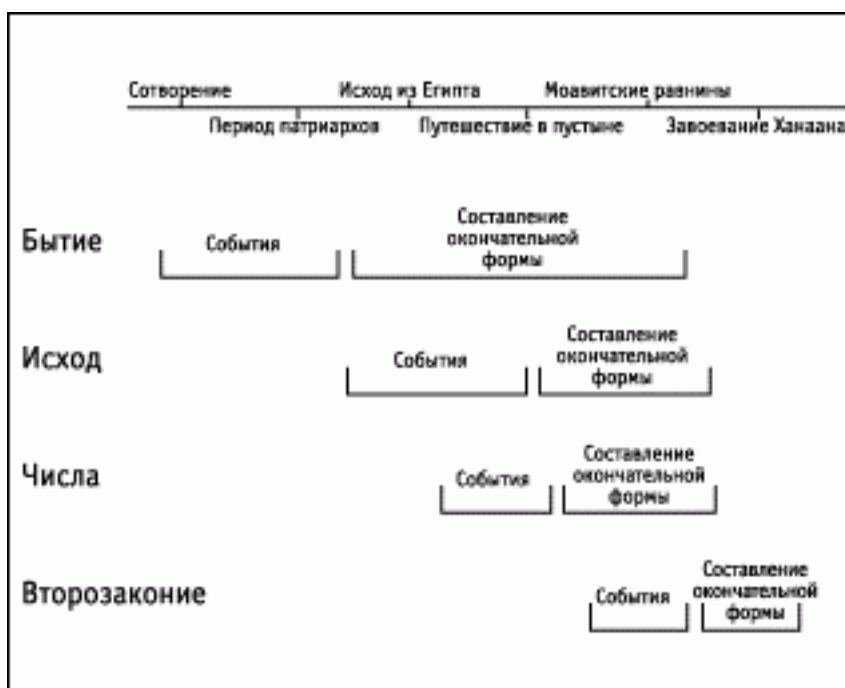 Сотворение Исход из Египта Моавитские равнины
Период патриархов Путешествие в пустыне Завоевание Ханаана
Бытие
События
Составление
окончательной
формы
Исход
События
Составление
окончательной
формы
Числа
События
Составление
окончательной
формы
Второзаконие
События
Составление
окончательной
формы